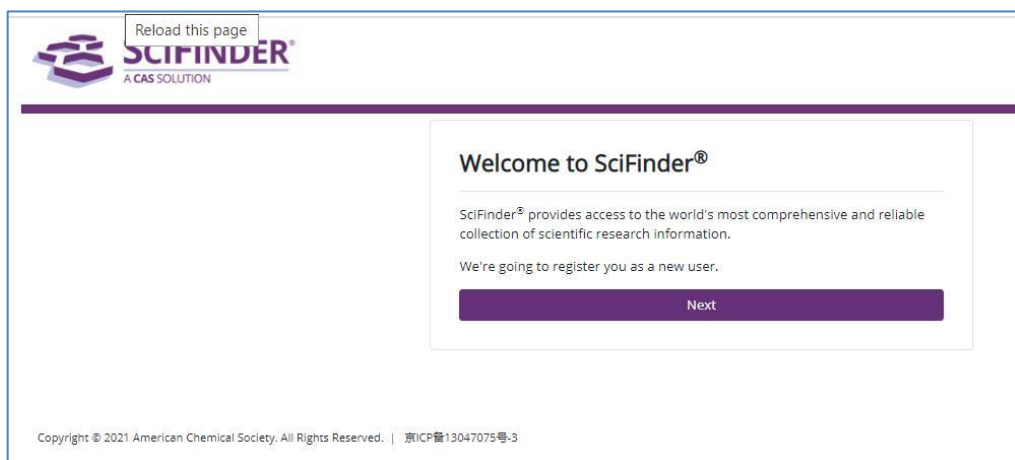 Reload this page
SCIFINDER®
A CAS SOLUTION
Welcome to SciFinder®
SciFinder® provides access to the world's most comprehensive and reliable
collection of scientific research information.
We're going to register you as a new user.
Next
Copyright © 2021 American Chemical Society. All Rights Reserved. | 京ICP备13047075号-3